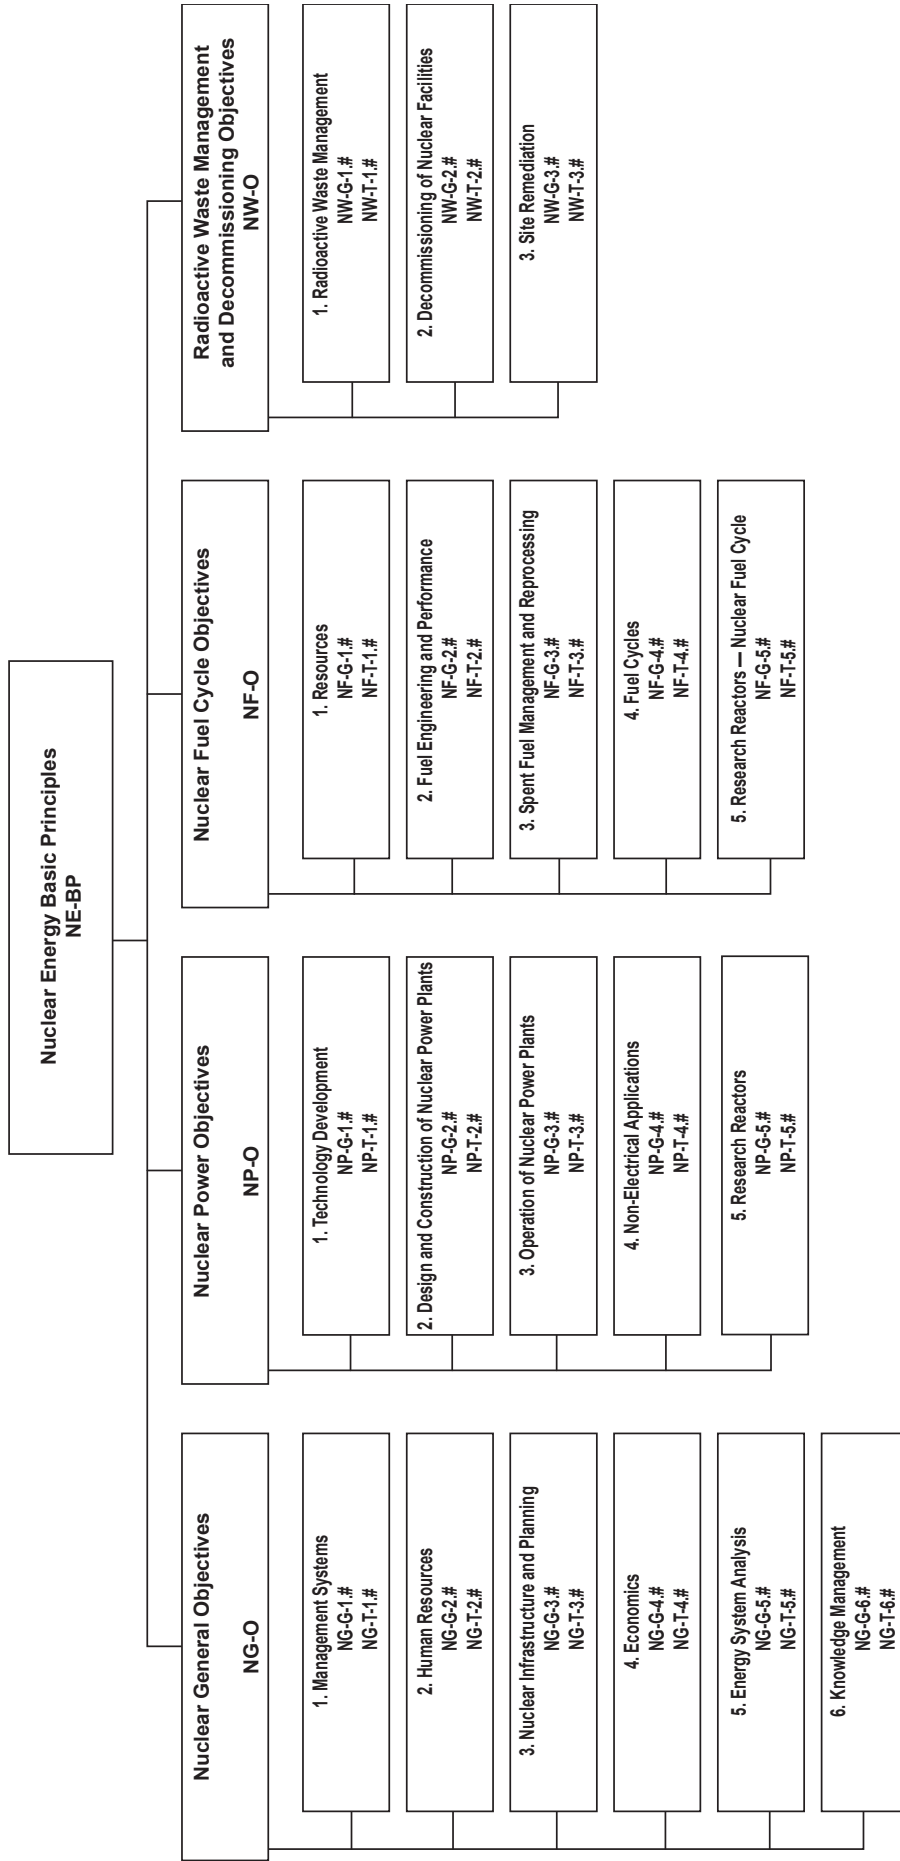 Nuclear Energy Basic Principles
NE-BP
Nuclear General Objectives
NG-O
1. Management Systems
NG-G-1.#
NG-T-1.#
2. Human Resources
NG-G-2.#
NG-T-2.#
3. Nuclear Infrastructure and Planning
NG-G-3.#
NG-T-3.#
4. Economics
NG-G-4.#
NG-T-4.#
5. Energy System Analysis
NG-G-5.#
NG-T-5.#
6. Knowledge Management
NG-G-6.#
NG-T-6.#
Nuclear Power Objectives
NP-O
1. Technology Development
NP-G-1.#
NP-T-1.#
2. Design and Construction of Nuclear Power Plants
NP-G-2.#
NP-T-2.#
3. Operation of Nuclear Power Plants
NP-G-3.#
NP-T-3.#
4. Non-Electrical Applications
NP-G-4.#
NP-T-4.#
5. Research Reactors
NP-G-5.#
NP-T-5.#
Nuclear Fuel Cycle Objectives
NF-O
1. Resources
NF-G-1.#
NF-T-1.#
2. Fuel Engineering and Performance
NF-G-2.#
NF-T-2.#
3. Spent Fuel Management and Reprocessing
NF-G-3.#
NF-T-3.#
4. Fuel Cycles
NF-G-4.#
NF-T-4.#
5. Research Reactors — Nuclear Fuel Cycle
NF-G-5.#
NF-T-5.#
Radioactive Waste Management
and Decommissioning Objectives
NW-O
1. Radioactive Waste Management
NW-G-1.#
NW-T-1.#
2. Decommissioning of Nuclear Facilities
NW-G-2.#
NW-T-2.#
3. Site Remediation
NW-G-3.#
NW-T-3.#